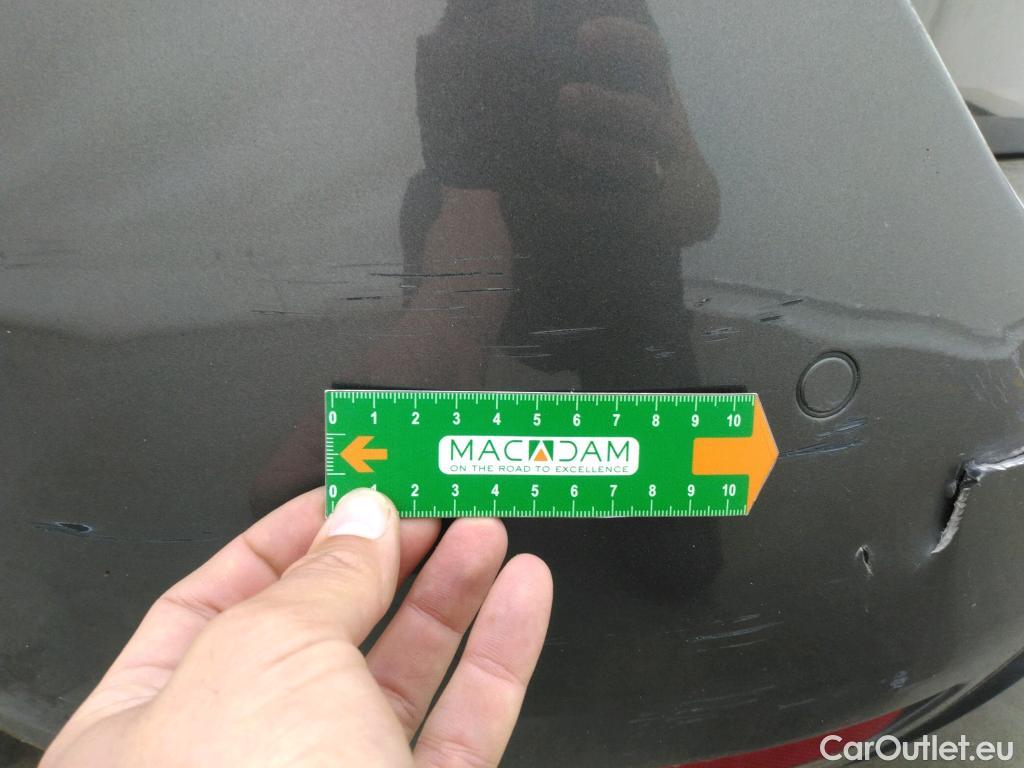 0 1 2 3 4 5 6 7 8 9 10
MACADAM
ON THE ROAD TO EXCELLENCE
0 1 2 3 4 5 6 7 8 9 10
CarOutlet.eu